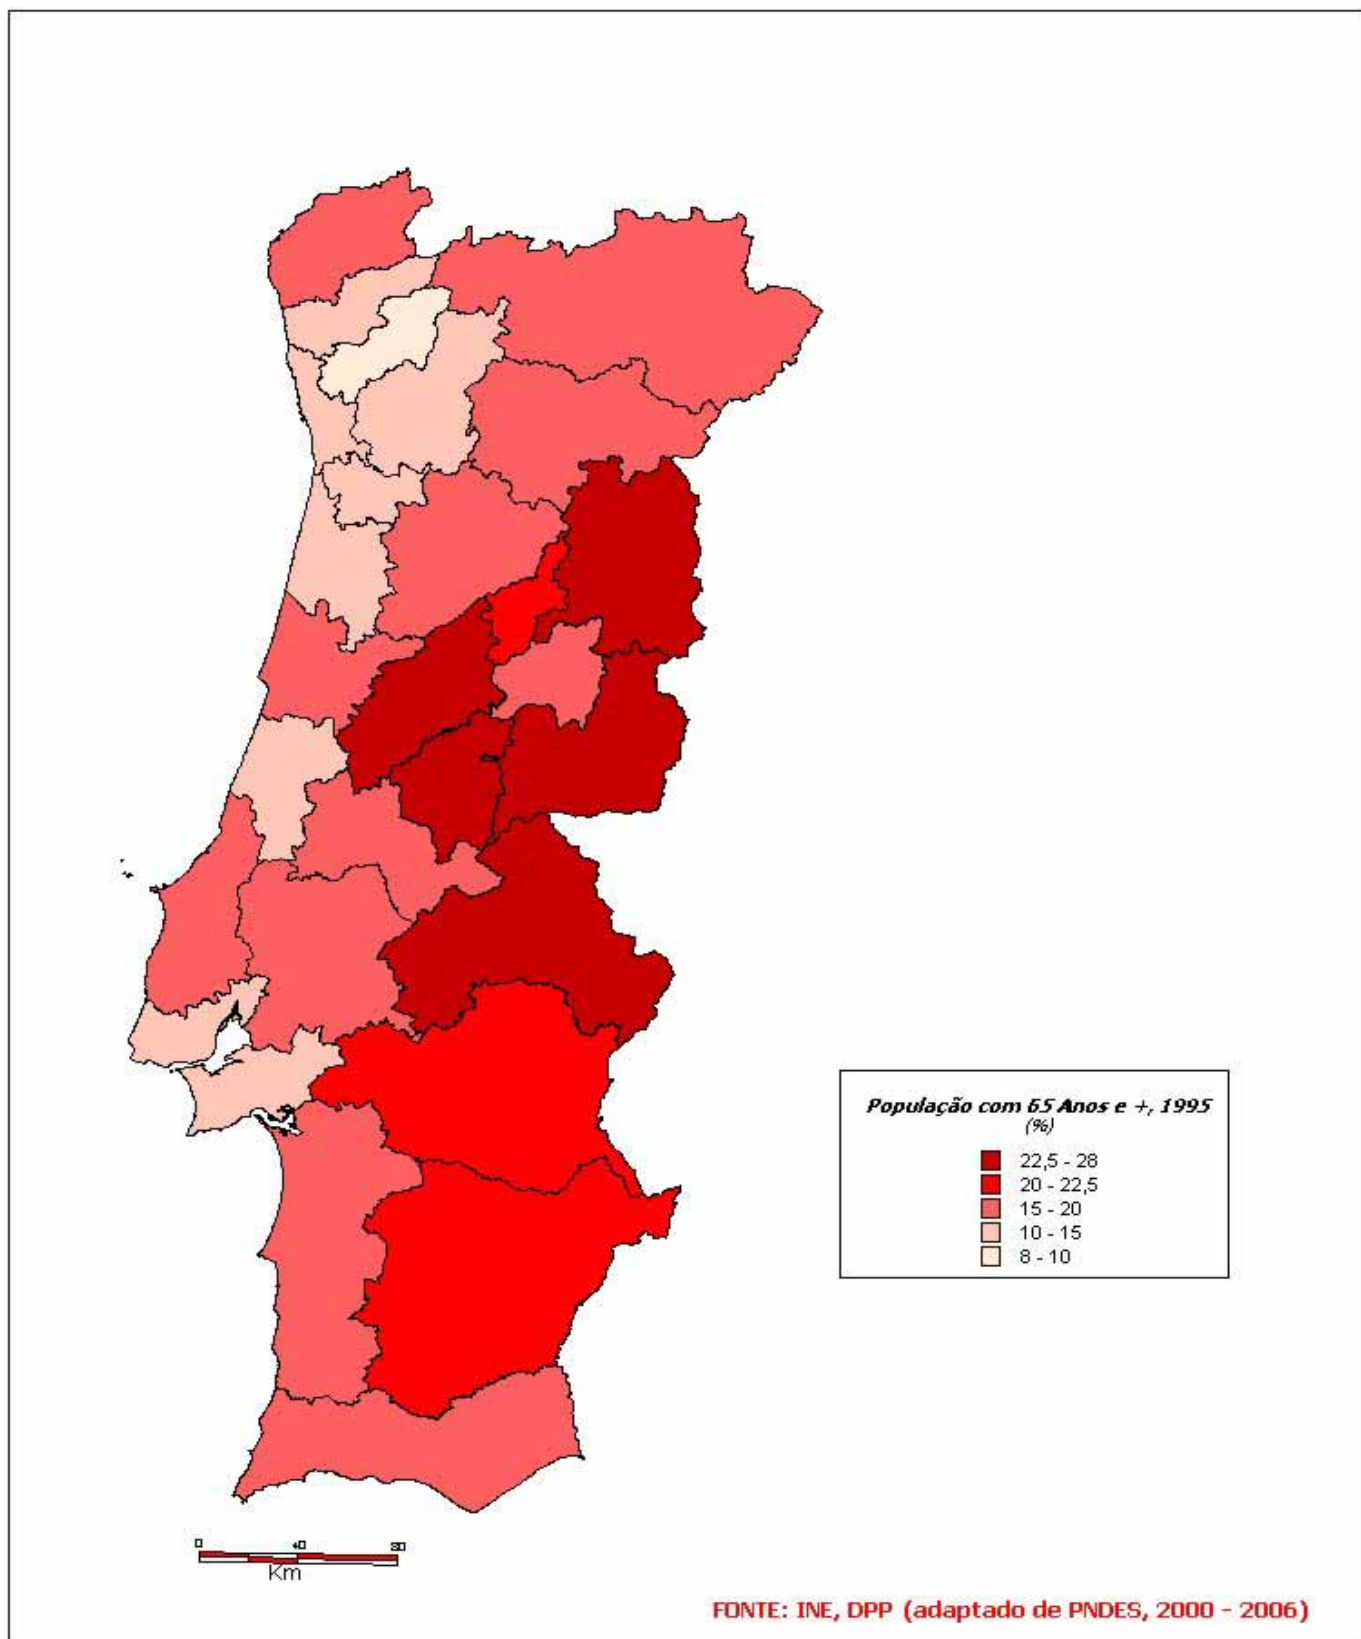 População com 65 Anos e +, 1995
(%)
22,5 - 28
20 - 22,5
15 - 20
10 - 15
8 - 10
0 40 80
Km
FONTE: INE, DPP (adaptado de PNDES, 2000 - 2006)